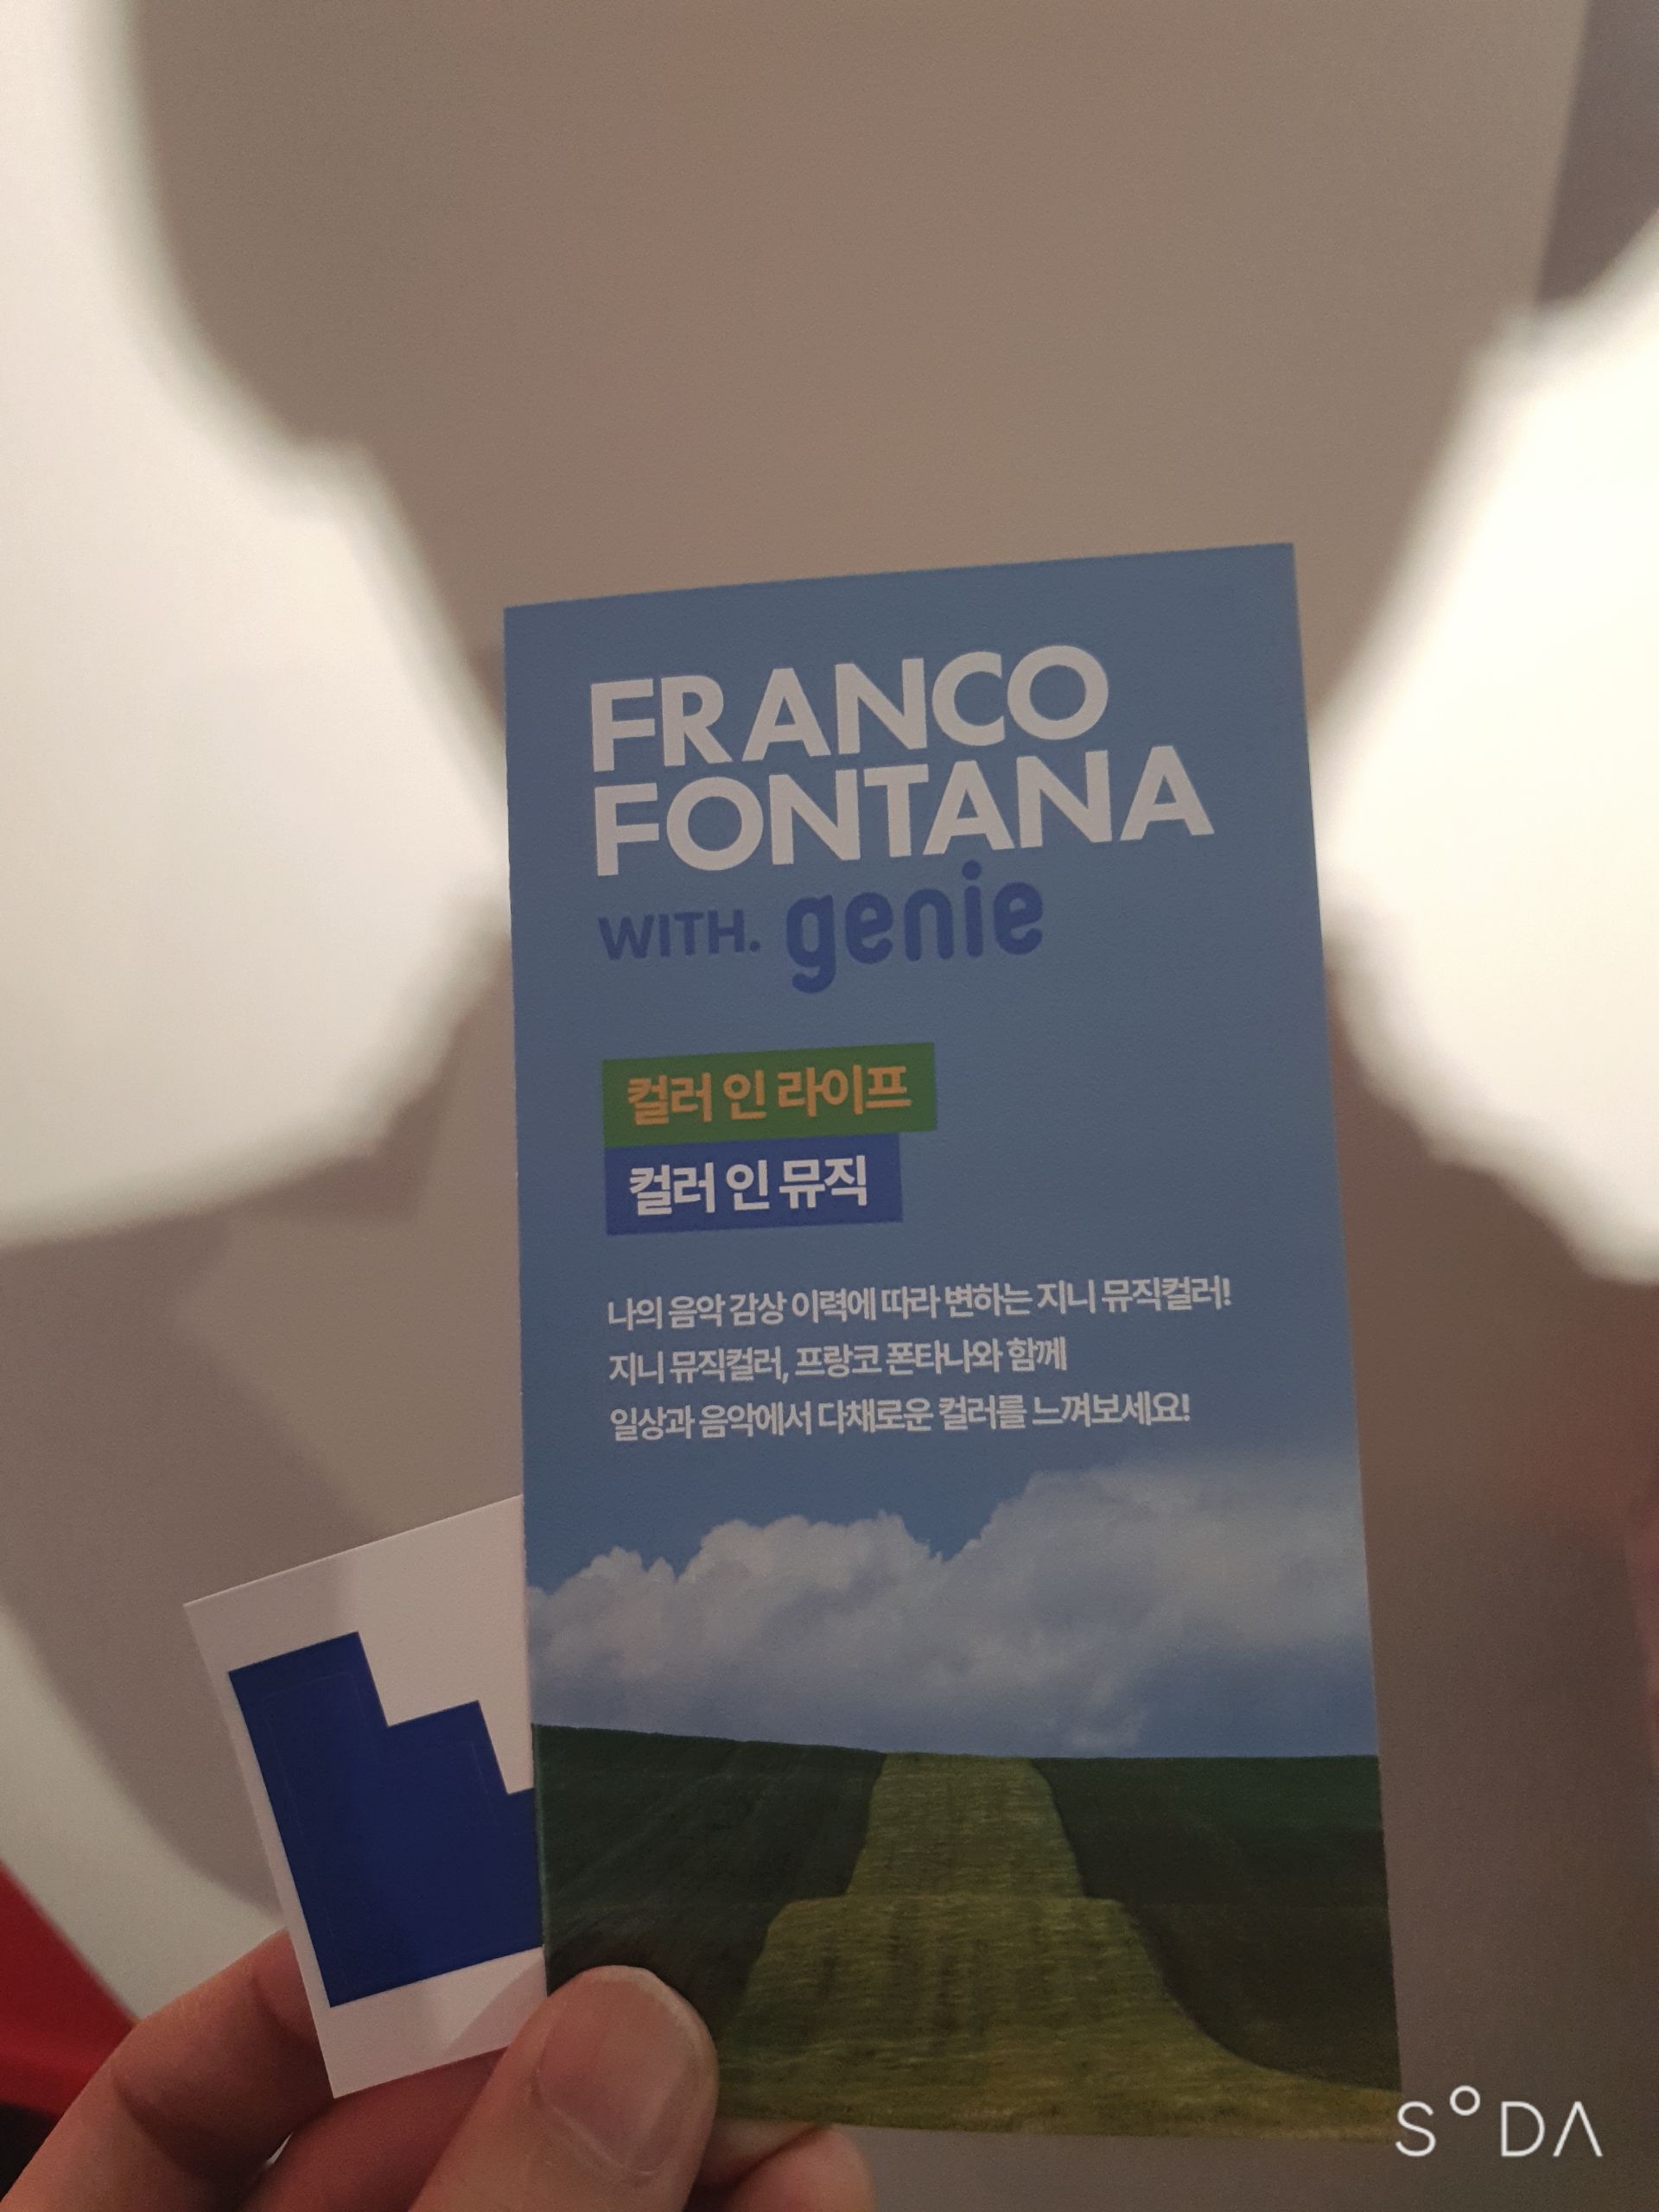 FRANCO
FONTANA
WITH. genie
컬러 인 라이프
컬러 인 뮤직
나의 음악 감상 이력에 따라 변하는 지니 뮤직컬러!
지니 뮤직컬러, 프랑코 폰타나와 함께
일상과 음악에서 다채로운 컬러를 느껴보세요!
SODA